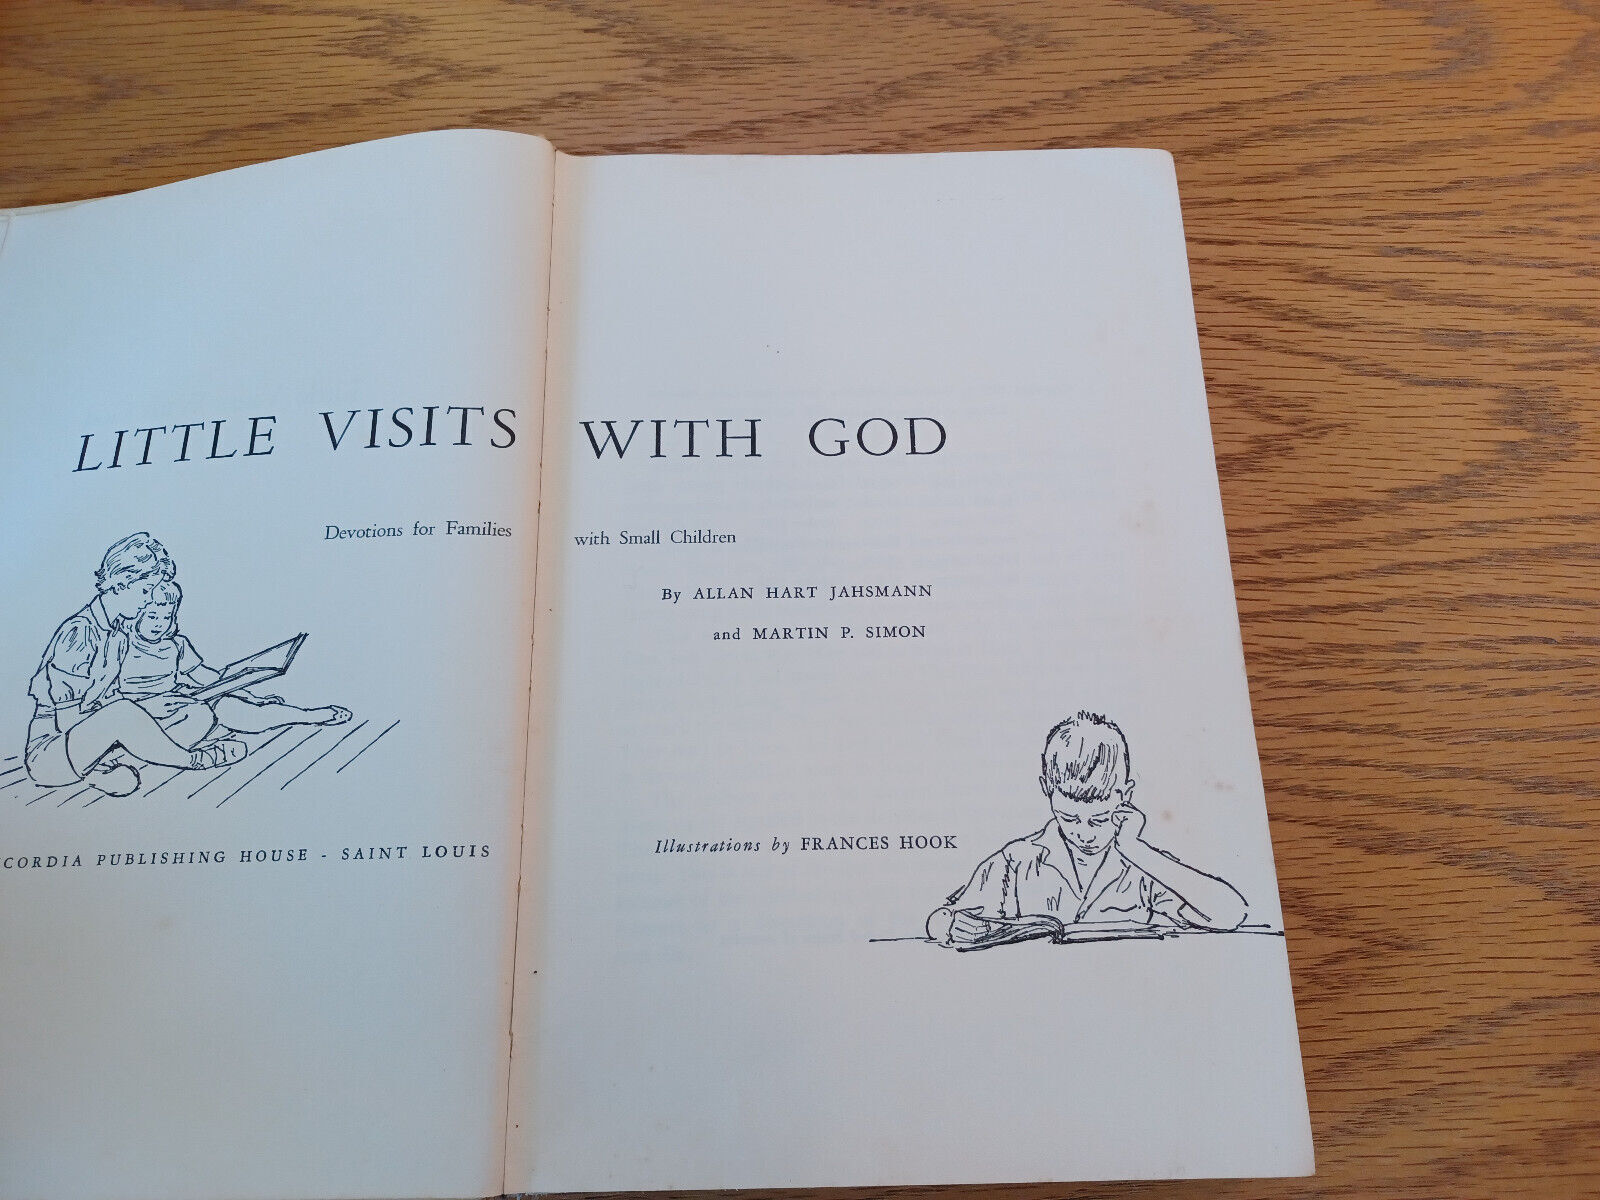 LITTLE VISITS WITH GOD
Devotions for Families with Small Children
By ALLAN HART JAHSMANN
and MARTIN P. SIMON
Illustrations by FRANCES HOOK
CORDIA PUBLISHING HOUSE - SAINT LOUIS